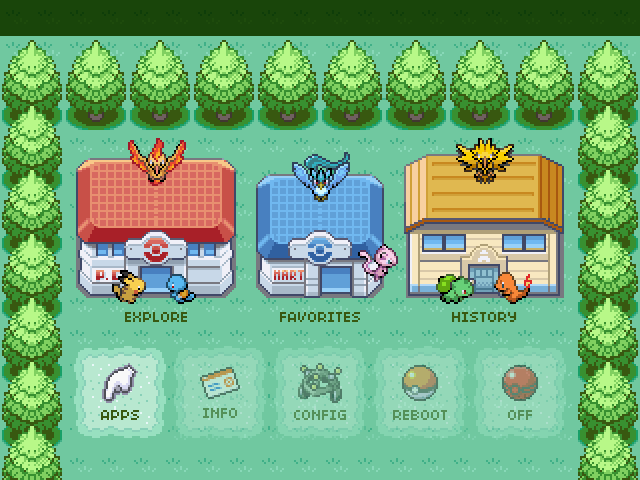 P.C
MART
EXPLORE
FAVORITES
HISTORY
APPS
INFO
CONFIG
REBOOT
OFF